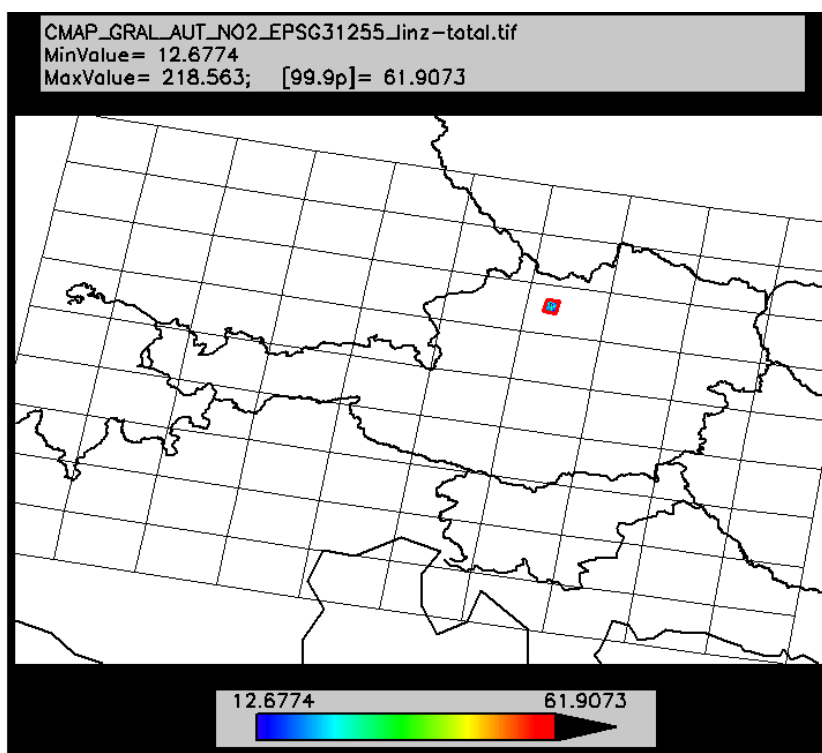 CMAP_GRAL_AUT_NO2_EPSG31255_linz-total.tif
MinValue= 12.6774
MaxValue= 218.563; [99.9p]= 61.9073
12.6774 61.9073